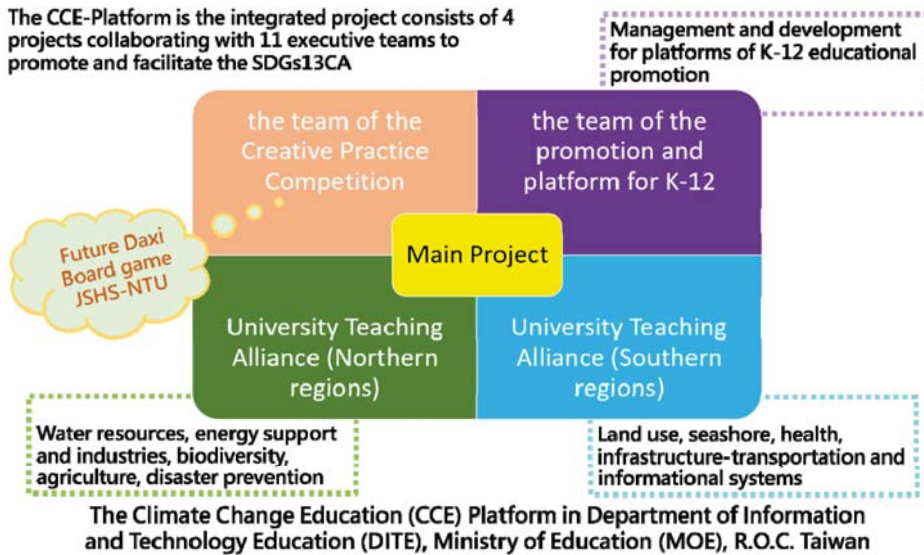 The CCE-Platform is the integrated project consists of 4
projects collaborating with 11 executive teams to
promote and facilitate the SDGs13CA
Management and development
for platforms of K-12 educational
promotion
the team of the
Creative Practice
Competition
the team of the
promotion and
platform for K-12
Future Daxi
Board game
JSHS-NTU
Main Project
University Teaching
Alliance (Northern
regions)
University Teaching
Alliance (Southern
regions)
Water resources, energy support
and industries, biodiversity,
agriculture, disaster prevention
Land use, seashore, health,
infrastructure-transportation and
informational systems
The Climate Change Education (CCE) Platform in Department of Information
and Technology Education (DITE), Ministry of Education (MOE), R.O.C. Taiwan